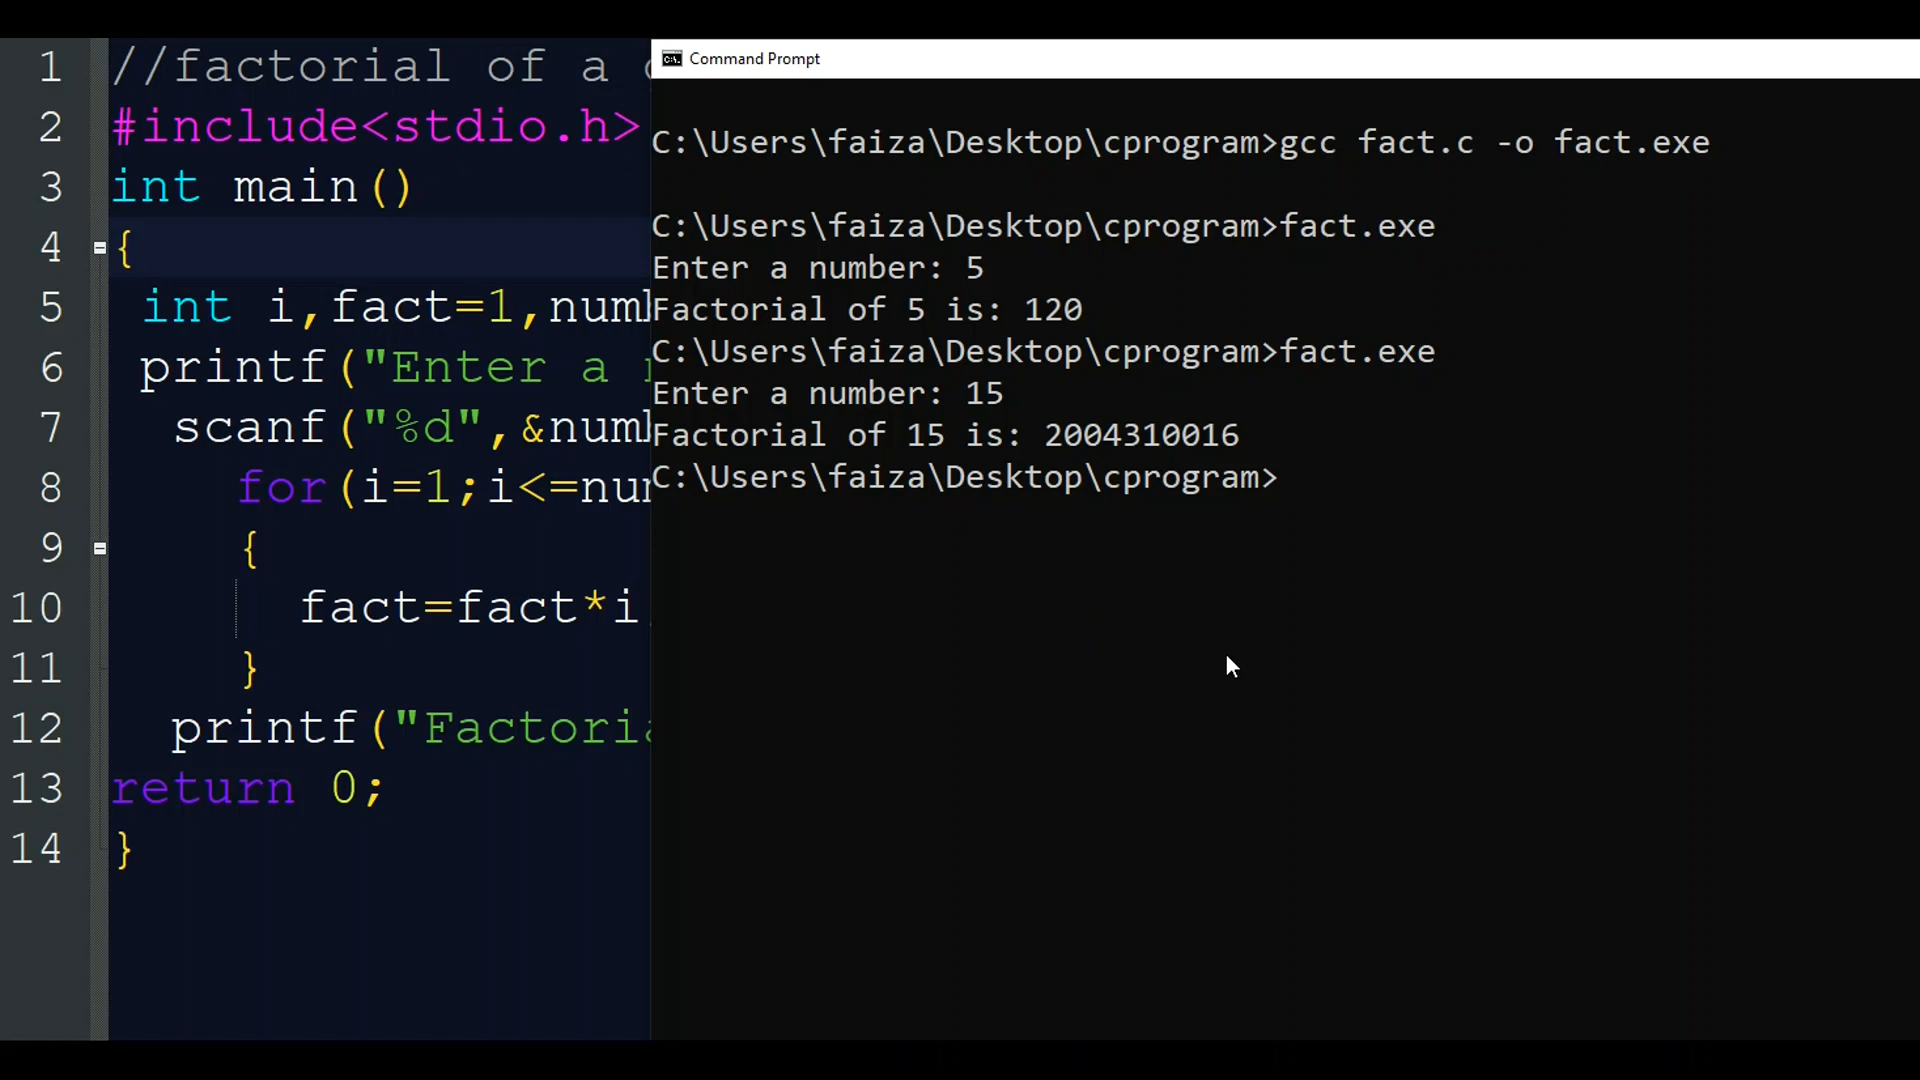 1 //factorial of a
2 #include<stdio.h>
3 int main()
4 {
5 int i,fact=1,num
6 printf("Enter a
7 scanf("%d",&num
8 for(i=1;i<=num
9 {
10 fact=fact*i
11 }
12 printf("Factoria
13 return 0;
14 }
Command Prompt
C:\Users\faiza\Desktop\cprogram>gcc fact.c -o fact.exe
C:\Users\faiza\Desktop\cprogram>fact.exe
Enter a number: 5
Factorial of 5 is: 120
C:\Users\faiza\Desktop\cprogram>fact.exe
Enter a number: 15
Factorial of 15 is: 2004310016
C:\Users\faiza\Desktop\cprogram>